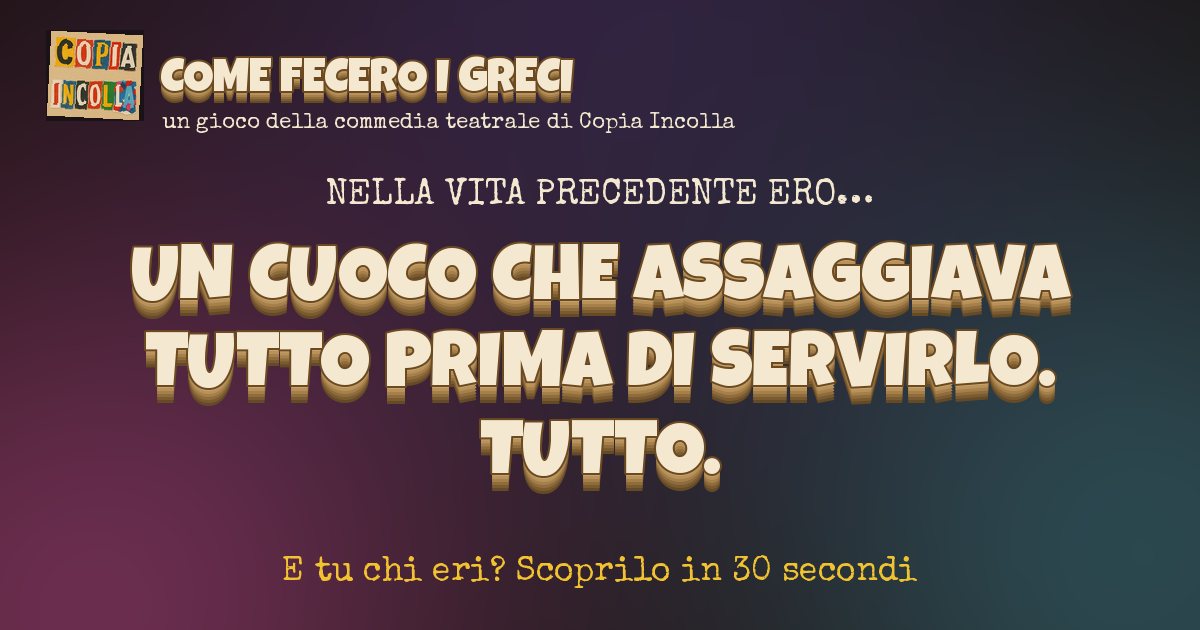 COPIA
INCOLLA
COME FECERO I GRECI
un gioco della commedia teatrale di Copia Incolla
NELLA VITA PRECEDENTE ERO...
UN CUOCO CHE ASSAGGIAVA
TUTTO PRIMA DI SERVIRLO.
TUTTO.
E tu chi eri? Scoprilo in 30 secondi